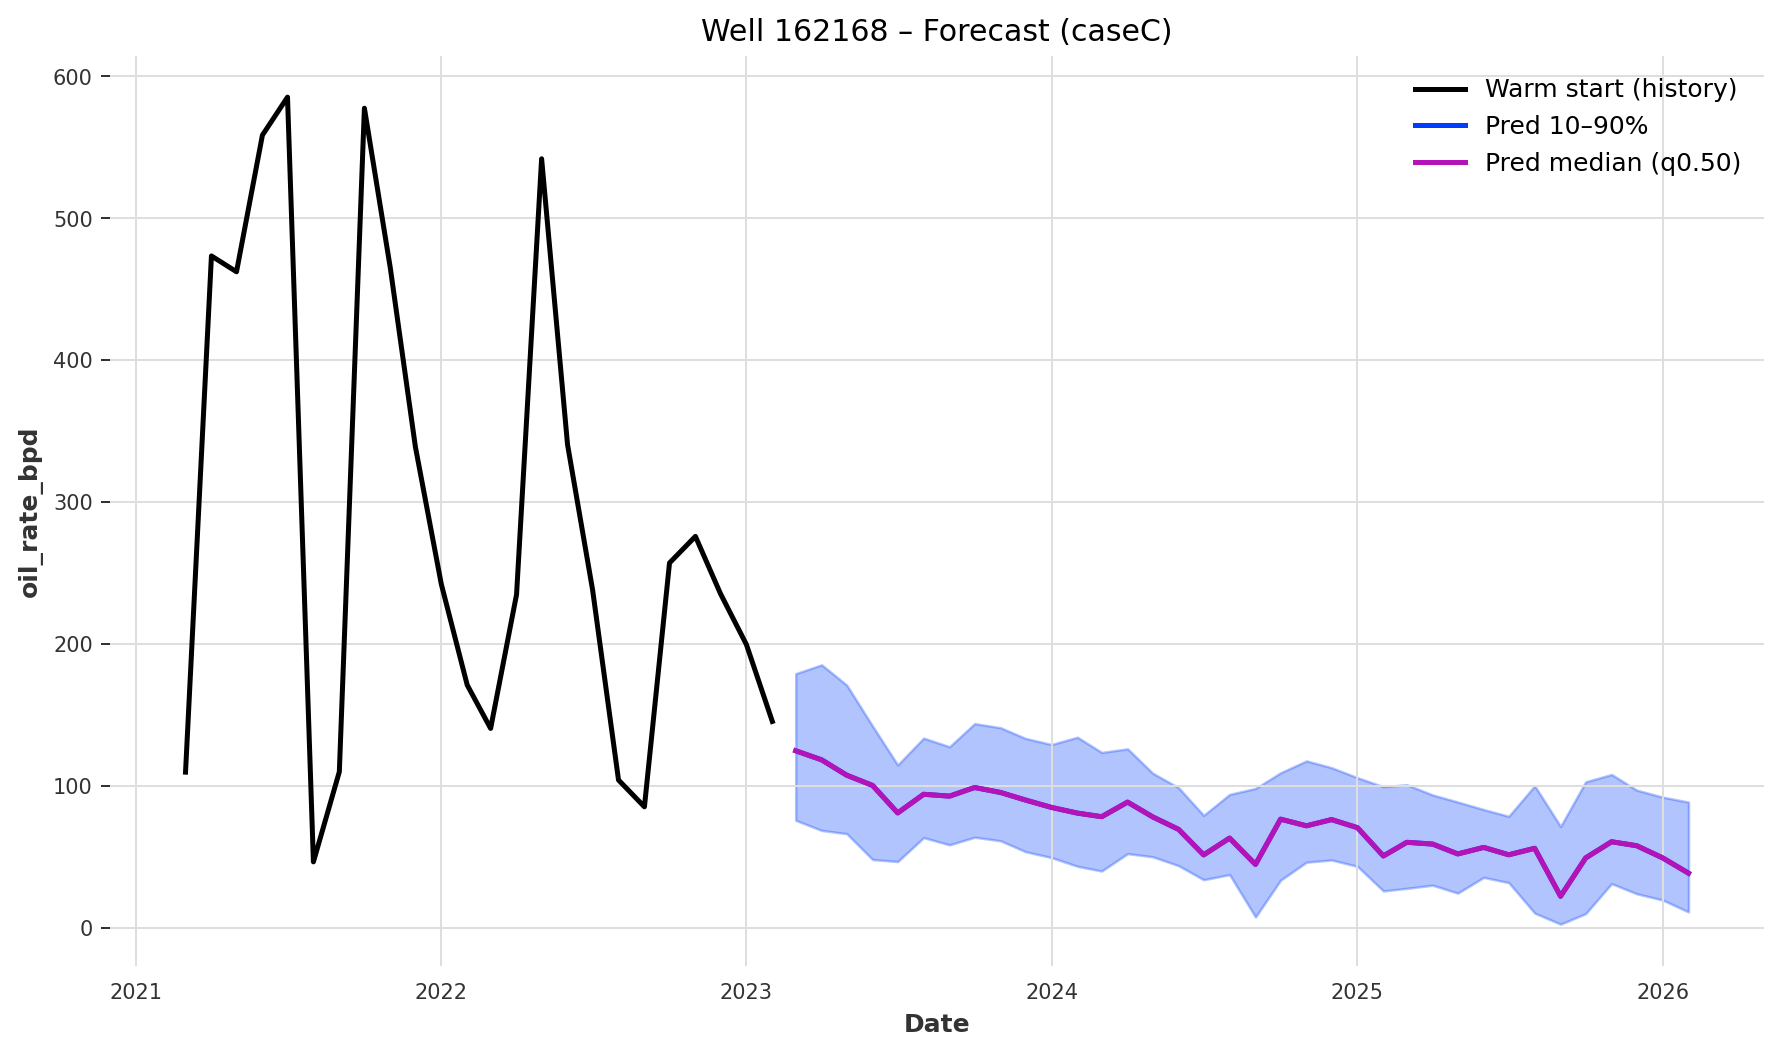 Well 162168 – Forecast (caseC)
Warm start (history)
Pred 10–90%
Pred median (q0.50)
oil_rate_bpd
600
500
400
300
200
100
0
2021 2022 2023 2024 2025 2026
Date